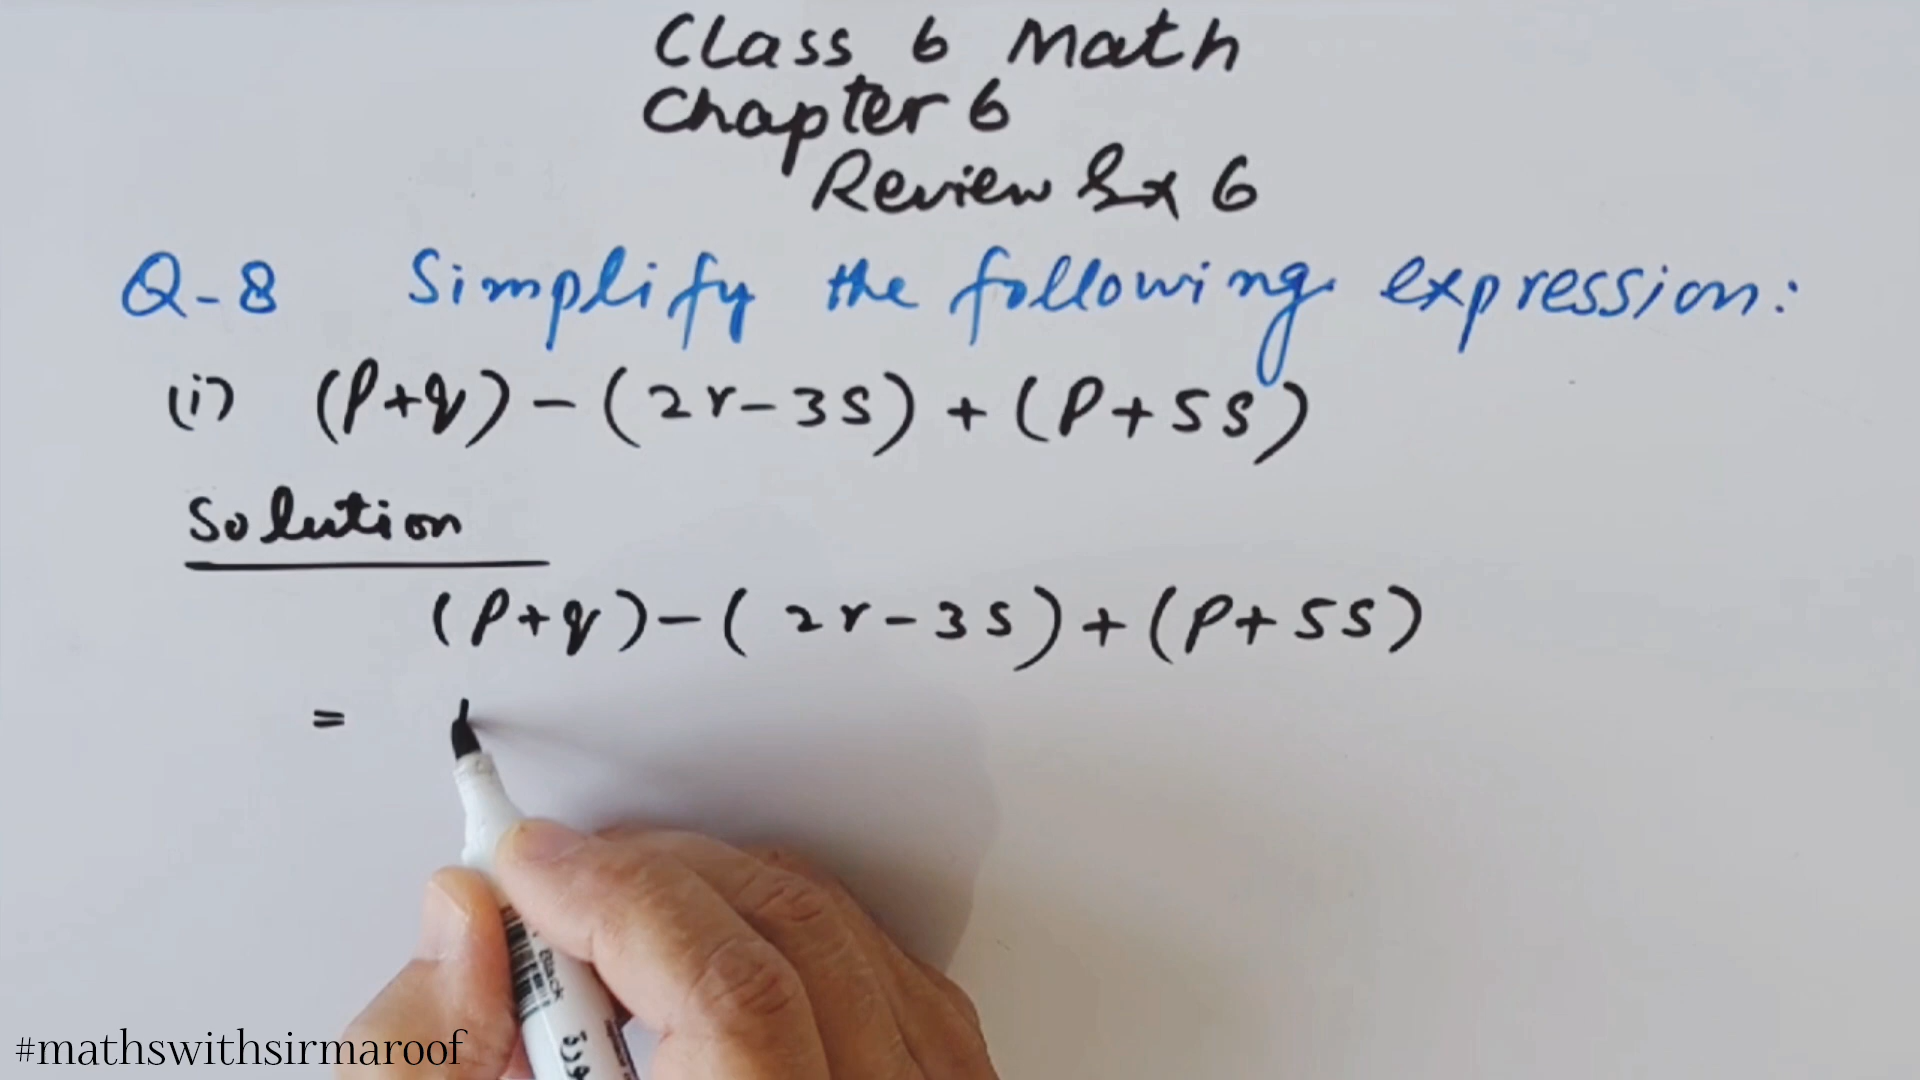 Class 6 Math
Chapter 6
Review Ex 6
Q-8 Simplify the following expression:
(i) (P+q)-(2r-3s)+(P+5s)
Solution
(P+q)-(2r-3s)+(P+5s)
=
Black
#mathswithsirmaroof